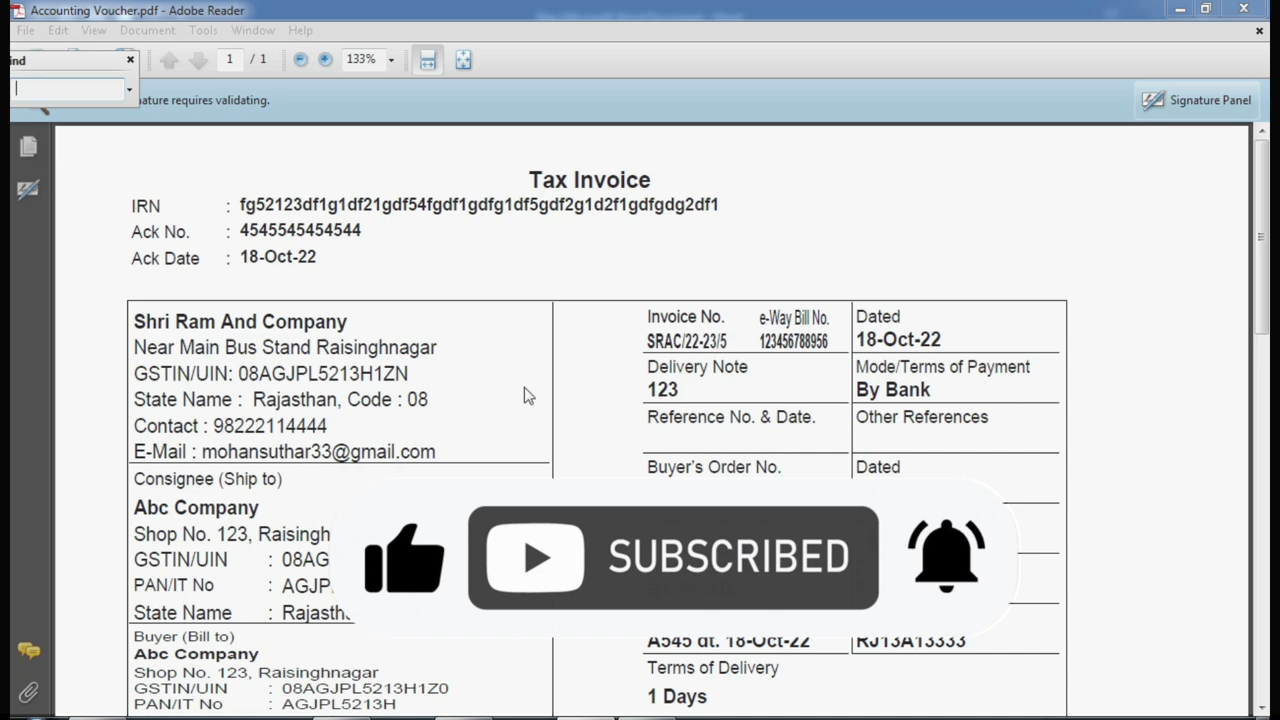 Accounting Voucher.pdf - Adobe Reader
File Edit View Document Tools Window Help
ind
1 / 1 133%
ature requires validating.
Signature Panel
Tax Invoice
IRN : fg52123df1g1df21gdf54fgdf1gdfg1df5gdf2g1d2f1gdfgdg2df1
Ack No. : 4545545454544
Ack Date : 18-Oct-22
Shri Ram And Company
Near Main Bus Stand Raisinghnagar
GSTIN/UIN: 08AGJPL5213H1ZN
State Name : Rajasthan, Code : 08
Contact : 98222114444
E-Mail : mohansuthar33@gmail.com
Consignee (Ship to)
Abc Company
Shop No. 123, Raisingh
GSTIN/UIN : 08AG
PAN/IT No : AGJP
State Name : Rajasth
Buyer (Bill to)
Abc Company
Shop No. 123, Raisinghnagar
GSTIN/UIN : 08AGJPL5213H1Z0
PAN/IT No : AGJPL5213H
Invoice No. e-Way Bill No.
SRAC/22-23/5 123456788956
Dated
18-Oct-22
Delivery Note
123
Mode/Terms of Payment
By Bank
Reference No. & Date.
Other References
Buyer's Order No.
Dated
A545 dt. 18-Oct-22
RJ13A13333
Terms of Delivery
1 Days
SUBSCRIBED